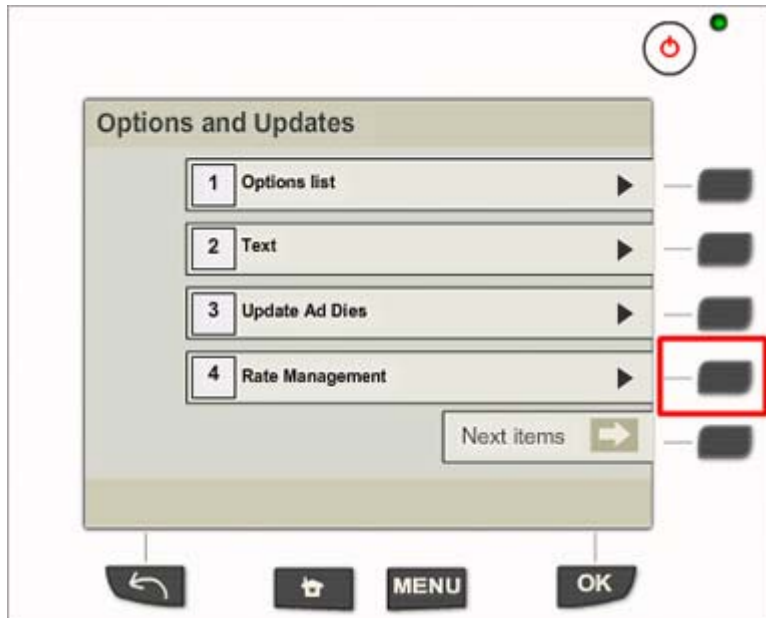 Options and Updates
1 Options list
2 Text
3 Update Ad Dies
4 Rate Management
Next items
MENU
OK